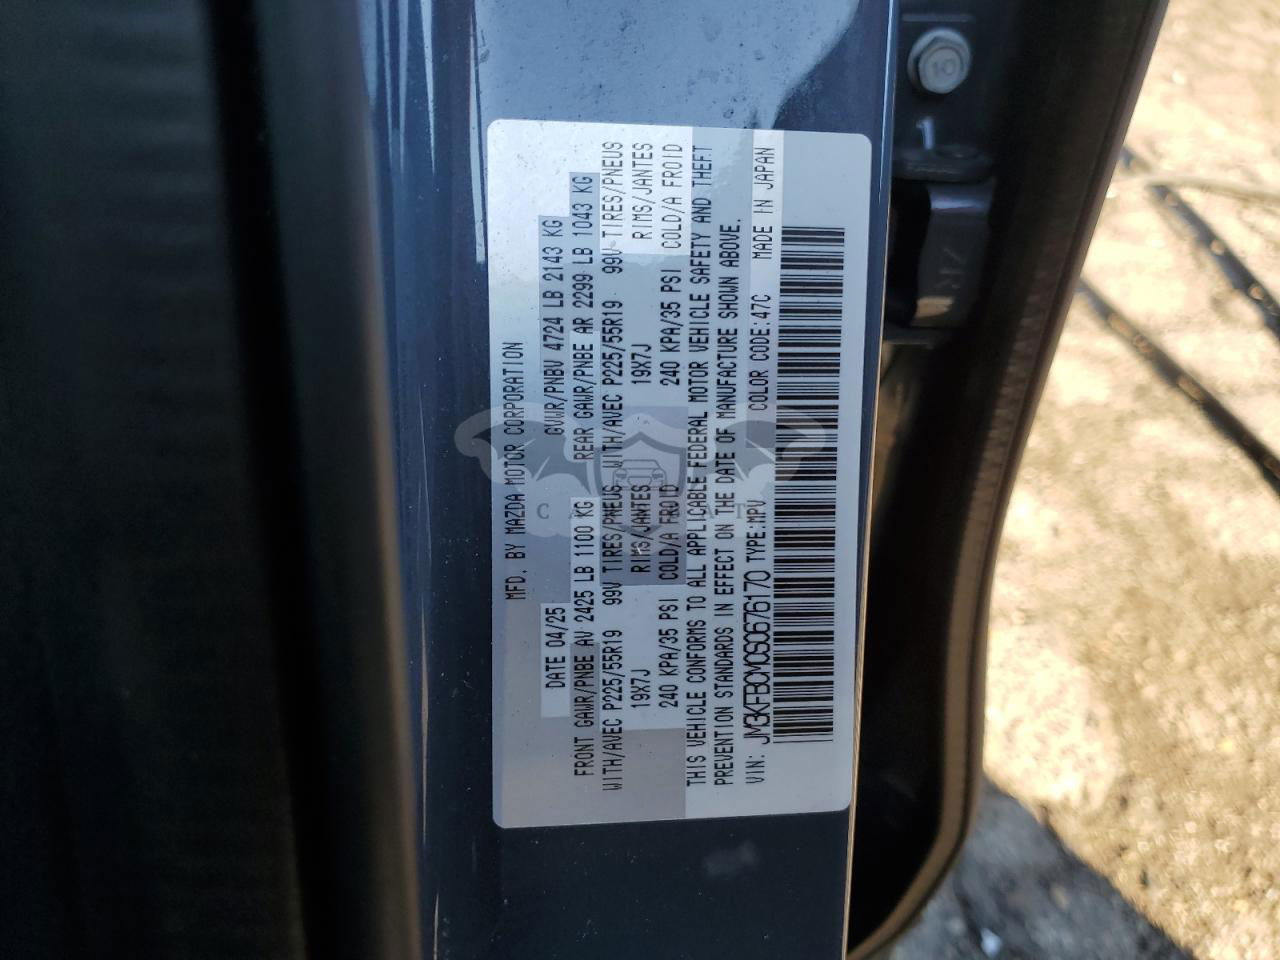 MFD. BY MAZDA MOTOR CORPORATION
DATE 04/25 GVWR/PNBV 4724 LB 2143 KG
FRONT GAWR/PNBE AV 2425 LB 1100 KG REAR GAWR/PNBE AR 2299 LB 1043 KG
WITH/AVEC P225/55R19 99V TIRES/PNEUS WITH/AVEC P225/55R19 99V TIRES/PNEUS
19X7J RIMS/JANTES 19X7J RIMS/JANTES
240 KPA/35 PSI COLD/A FROID 240 KPA/35 PSI COLD/A FROID
THIS VEHICLE CONFORMS TO ALL APPLICABLE FEDERAL MOTOR VEHICLE SAFETY AND THEFT
PREVENTION STANDARDS IN EFFECT ON THE DATE OF MANUFACTURE SHOWN ABOVE.
VIN: JM3KFBCM0S0676170 TYPE:MPV COLOR CODE:47C MADE IN JAPAN
10
1